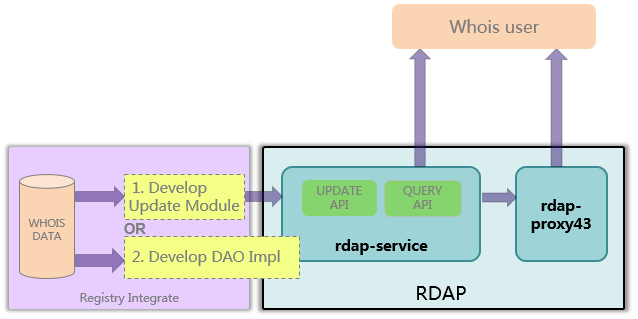 Whois user
WHOIS
DATA
1. Develop
Update Module
OR
2. Develop DAO Impl
Registry Integrate
UPDATE
API
QUERY
API
rdap-service
rdap-
proxy43
RDAP